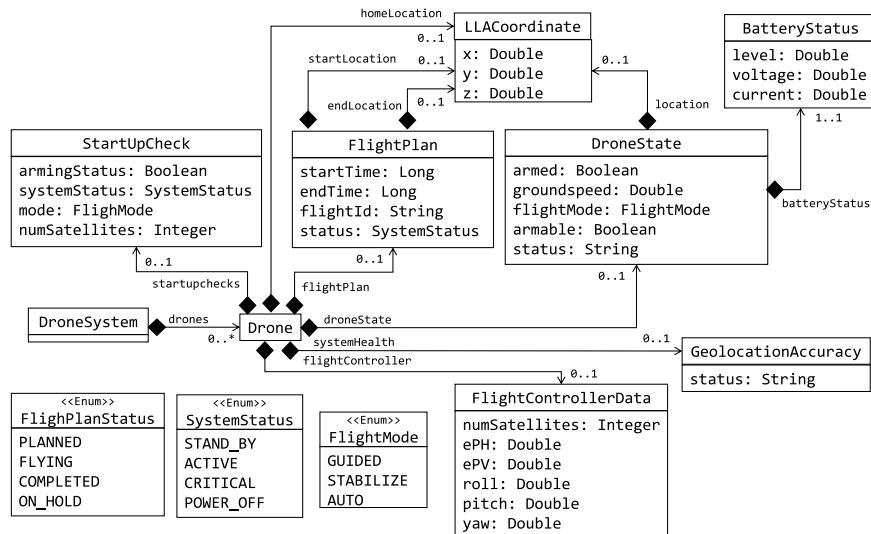 homeLocation
0..1
LLACoordinate
x: Double
y: Double
z: Double
startLocation
0..1
endLocation
0..1
0..1
location
BatteryStatus
level: Double
voltage: Double
current: Double
1..1
batteryStatus
StartUpCheck
armingStatus: Boolean
systemStatus: SystemStatus
mode: FlighMode
numSatellites: Integer
0..1
startupchecks
FlightPlan
startTime: Long
endTime: Long
flightId: String
status: SystemStatus
0..1
flightPlan
DroneState
armed: Boolean
groundspeed: Double
flightMode: FlightMode
armable: Boolean
status: String
0..1
droneState
DroneSystem
drones
0..*
Drone
systemHealth
0..1
flightController
0..1
GeolocationAccuracy
status: String
<<Enum>>
FlighPlanStatus
PLANNED
FLYING
COMPLETED
ON_HOLD
<<Enum>>
SystemStatus
STAND_BY
ACTIVE
CRITICAL
POWER_OFF
<<Enum>>
FlightMode
GUIDED
STABILIZE
AUTO
FlightControllerData
numSatellites: Integer
ePH: Double
ePV: Double
roll: Double
pitch: Double
yaw: Double